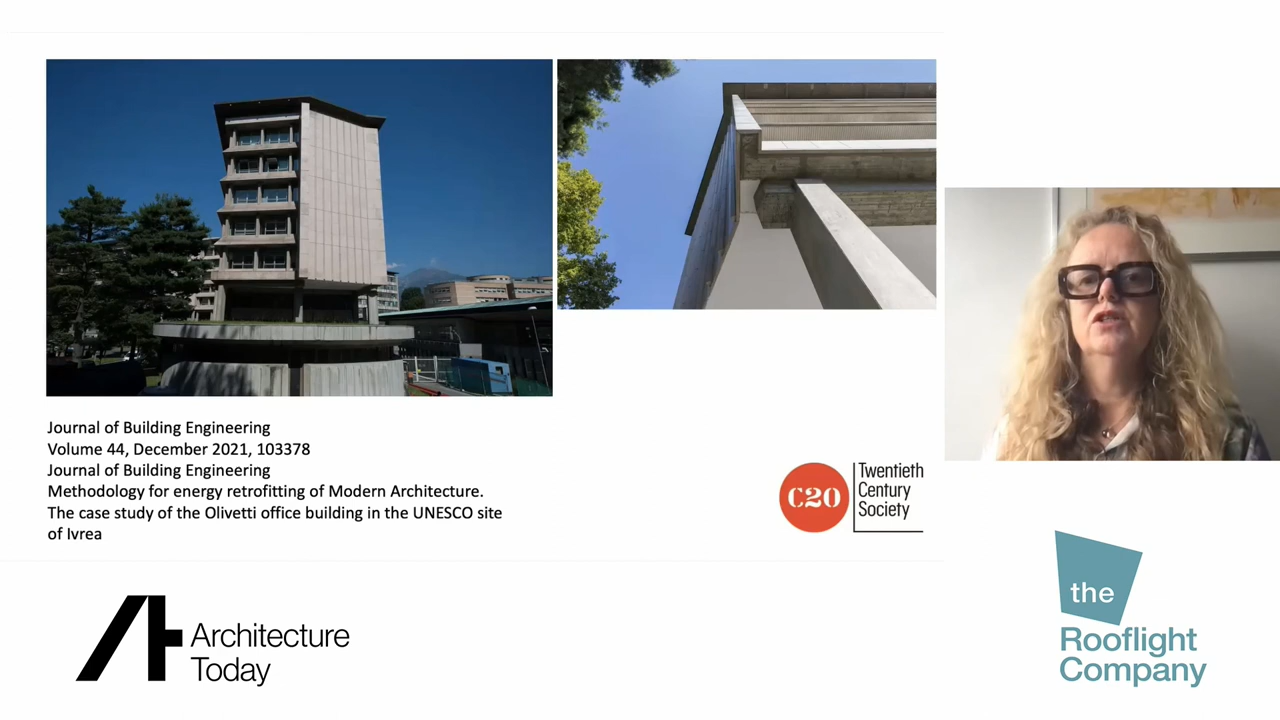 Journal of Building Engineering
Volume 44, December 2021, 103378
Journal of Building Engineering
Methodology for energy retrofitting of Modern Architecture.
The case study of the Olivetti office building in the UNESCO site
of Ivrea
C20
Twentieth
Century
Society
Architecture
Today
the
Rooflight
Company